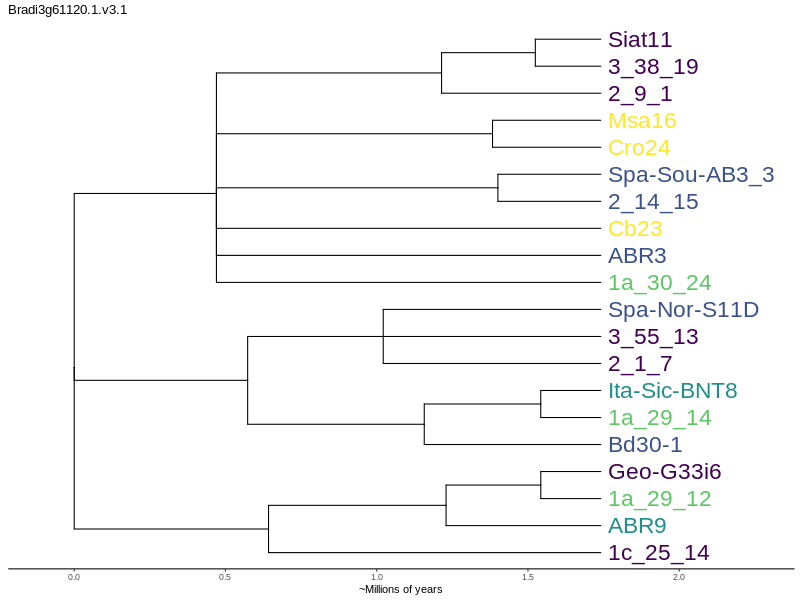 Bradi3g61120.1.v3.1
Siat11
3_38_19
2_9_1
Msa16
Cro24
Spa-Sou-AB3_3
2_14_15
Cb23
ABR3
1a_30_24
Spa-Nor-S11D
3_55_13
2_1_7
Ita-Sic-BNT8
1a_29_14
Bd30-1
Geo-G33i6
1a_29_12
ABR9
1c_25_14
0.0 0.5 1.0 1.5 2.0
~Millions of years